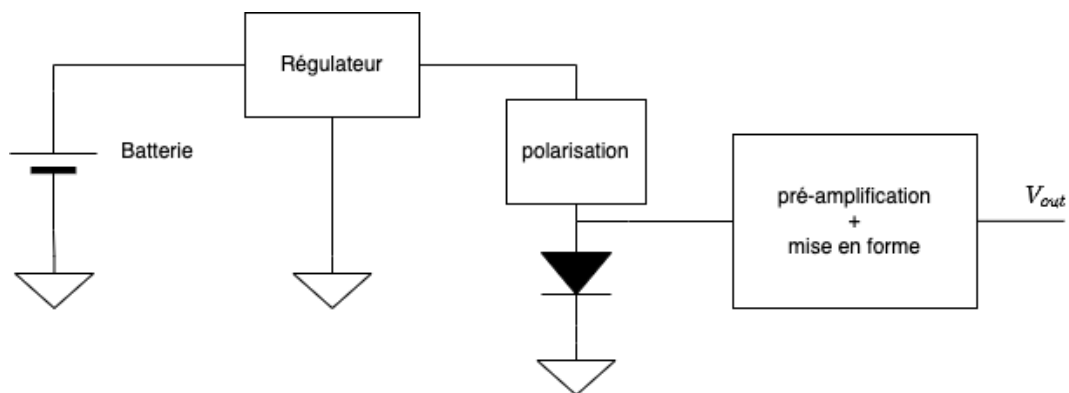 Régulateur
Batterie
polarisation
pré-amplification
+
mise en forme
V_out